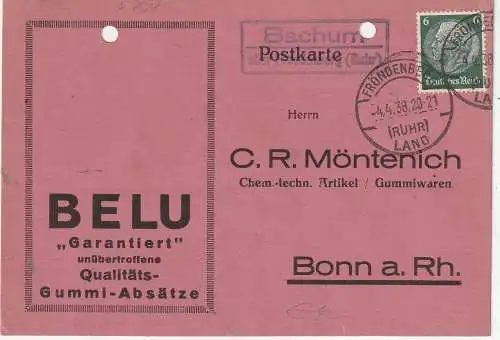 Bachum
Postkarte
6 6
Deutsches Reich
FRÖNDENBERG
-4.4.38.20-21
(RUHR)
LAND
Herrn
C. R. Möntenich
Chem.-techn. Artikel / Gummiwaren
Bonn a. Rh.
BELU
„Garantiert"
unübertroffene
Qualitäts-
Gummi-Absätze